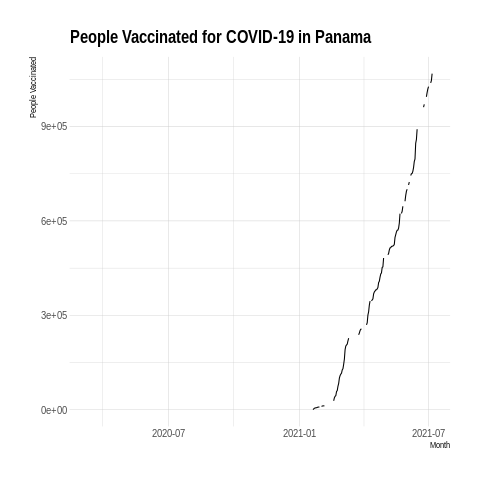 People Vaccinated for COVID-19 in Panama
People Vaccinated
9e+05
6e+05
3e+05
0e+00
2020-07
2021-01
2021-07
Month